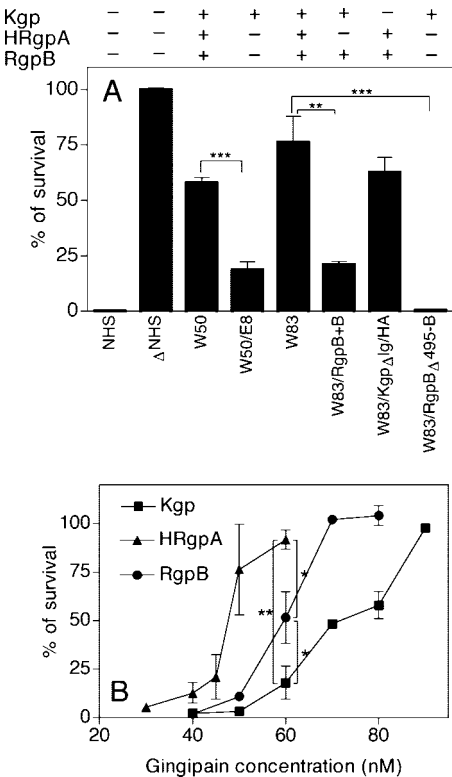 Kgp − − + + + + − +
HRgpA − − + − + − + −
RgpB − − + − + + + −
A
% of survival
100
75
50
25
0
***
**
***
NHS
ΔNHS
W50
W50/E8
W83
W83/RgpB+B
W83/KgpΔIg/HA
W83/RgpBΔ495-B
B
% of survival
100
75
50
25
0
Kgp
HRgpA
RgpB
**
*
*
20 40 60 80
Gingipain concentration (nM)